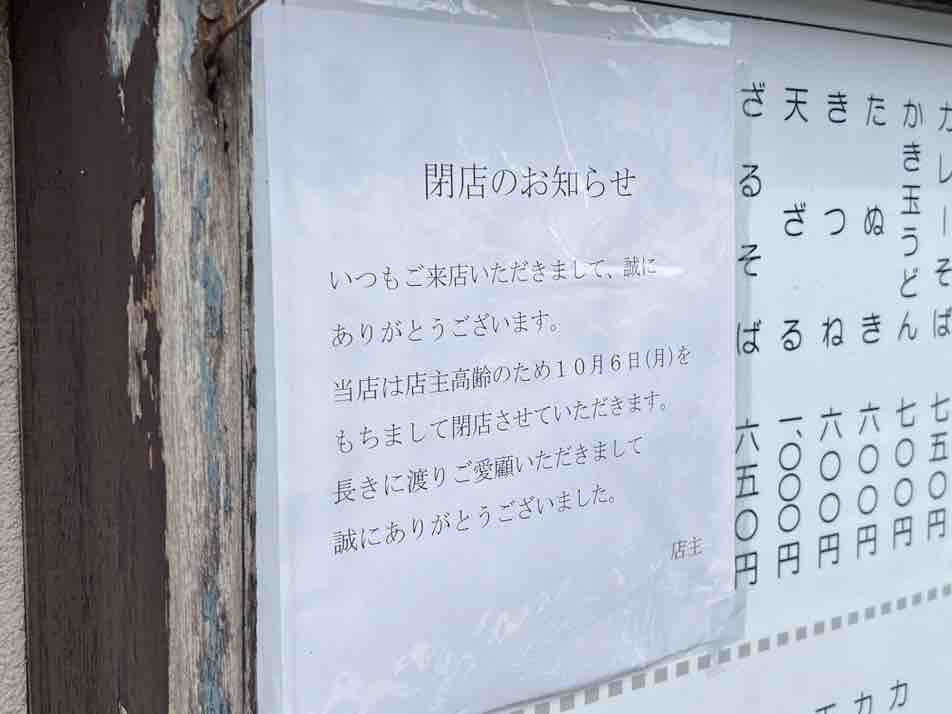 閉店のお知らせ
いつもご来店いただきまして、誠に
ありがとうございます。
当店は店主高齢のため１０月６日(月)を
もちまして閉店させていただきます。
長きに渡りご愛顧いただきまして
誠にありがとうございました。
店主
カレーそば 七五〇円
かき玉うどん 七〇〇円
たぬき 六〇〇円
きつね 六〇〇円
天ざる 一、〇〇〇円
ざるそば 六五〇円